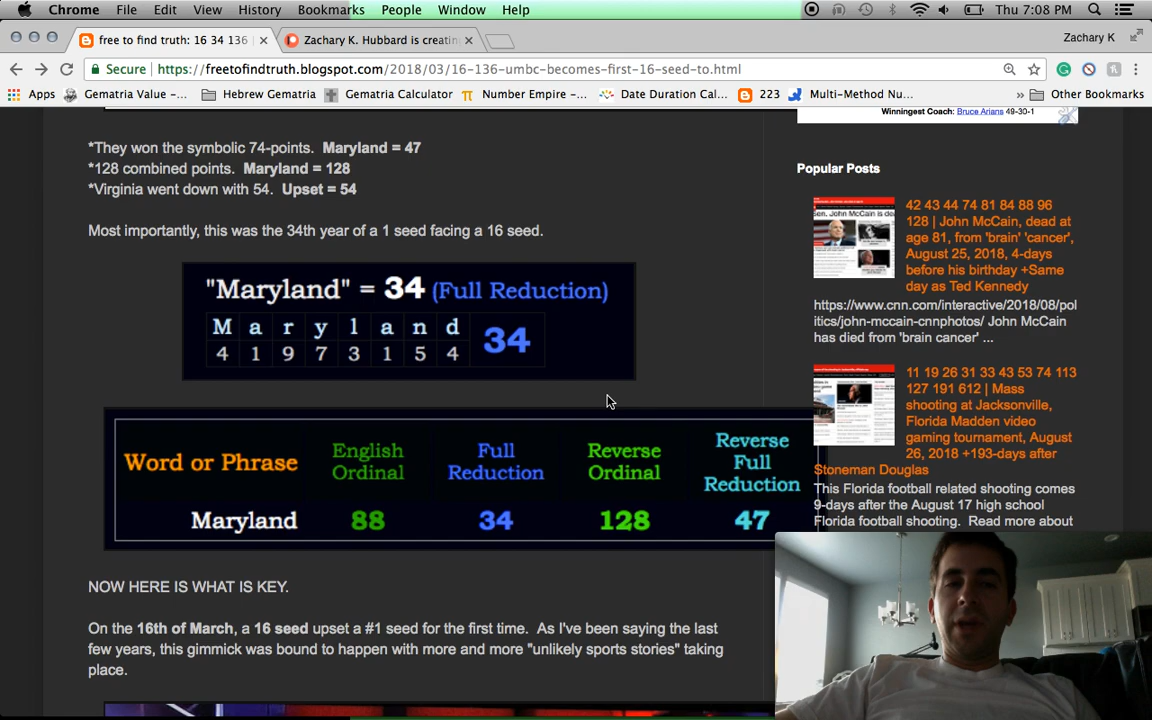 Chrome File Edit View History Bookmarks People Window Help Thu 7:08 PM
free to find truth: 16 34 136 Zachary K. Hubbard is creatin Zachary K
Secure https://freetofindtruth.blogspot.com/2018/03/16-136-umbc-becomes-first-16-seed-to.html
Apps Gematria Value -... Hebrew Gematria Gematria Calculator Number Empire -... Date Duration Cal... 223 Multi-Method Nu... » Other Bookmarks
Winningest Coach: Bruce Arians 49-30-1
*They won the symbolic 74-points. Maryland = 47
*128 combined points. Maryland = 128
*Virginia went down with 54. Upset = 54
Most importantly, this was the 34th year of a 1 seed facing a 16 seed.
"Maryland" = 34 (Full Reduction)
M a r y l a n d 34
4 1 9 7 3 1 5 4
Word or Phrase English Ordinal Full Reduction Reverse Ordinal Reverse Full Reduction
Maryland 88 34 128 47
NOW HERE IS WHAT IS KEY.
On the 16th of March, a 16 seed upset a #1 seed for the first time. As I've been saying the last
few years, this gimmick was bound to happen with more and more "unlikely sports stories" taking
place.
Popular Posts
42 43 44 74 81 84 88 96
128 | John McCain, dead at
age 81, from 'brain' 'cancer',
August 25, 2018, 4-days
before his birthday +Same
day as Ted Kennedy
https://www.cnn.com/interactive/2018/08/pol
itics/john-mccain-cnnphotos/ John McCain
has died from 'brain cancer' ...
11 19 26 31 33 43 53 74 113
127 191 612 | Mass
shooting at Jacksonville,
Florida Madden video
gaming tournament, August
26, 2018 +193-days after
Stoneman Douglas
This Florida football related shooting comes
9-days after the August 17 high school
Florida football shooting. Read more about